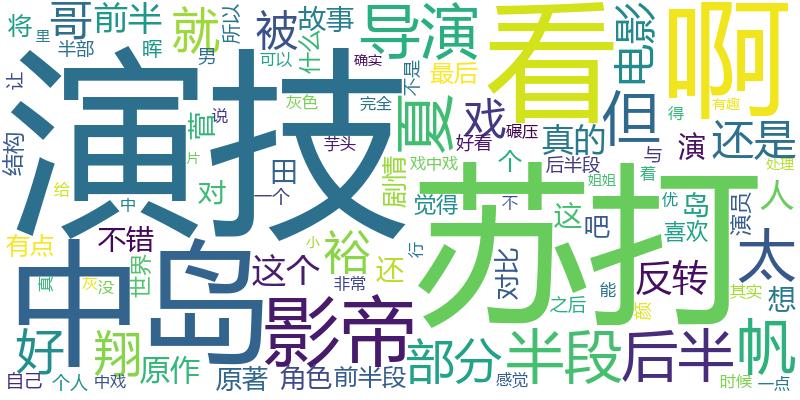 将 哥 前半 就 被 故事 所以 导演 看 啊 电影
里 半部 晖 男 什么 可以 确实 最后 不是
让 灰色 完全 夏 戏 但 真的 有趣 得
演技 菅 说 芋头 好看 碾压 与 演 还是
结构 片 戏中戏 个 后半段 着 处理
给 中 对 田 一个 剧情 觉得 不 姐姐 优 岛 演员 人
有点 不错 裕 苏打 这 吧 喜欢
中岛 世界 这个 还 行 对比 反转 太
真 灰 没 小 非常 之后 能 颜 其实 想
好 翔 影帝 部分 半段 后半 帆
自己 个人 中戏 原作 原著 角色 前半段 感觉 时候 一点